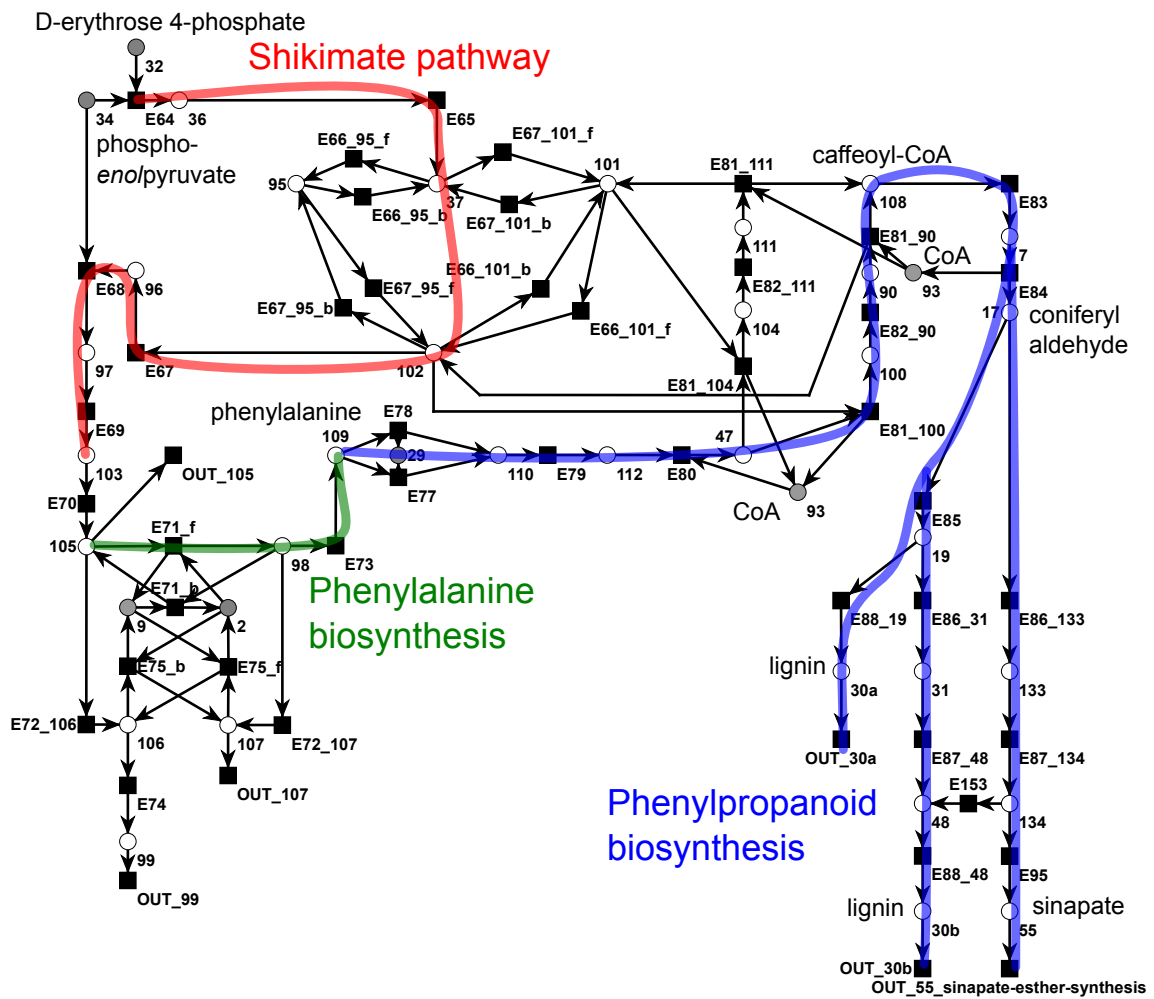 D-erythrose 4-phosphate
Shikimate pathway
32
34
E64
36
E65
phospho-
enolpyruvate
E66_95_f
E67_101_f
95
37
101
E66_95_b
E67_101_b
E81_111
caffeoyl-CoA
108
E83
111
E81_90
7
CoA
93
E68
96
E67_95_b
E67_95_f
E66_101_b
E66_101_f
E82_111
90
E84
17
coniferyl
aldehyde
104
E82_90
97
E67
102
E81_104
100
E69
phenylalanine
E78
47
E81_100
103
109
29
110
E79
112
E80
E77
OUT_105
E70
CoA
93
E71_f
105
98
E73
E85
19
E71_b
Phenylalanine
biosynthesis
9
2
E88_19
E86_31
E86_133
E75_b
E75_f
lignin
30a
31
133
E72_106
106
107
E72_107
OUT_30a
E87_48
E87_134
OUT_107
E74
Phenylpropanoid
biosynthesis
E153
48
134
99
E88_48
E95
OUT_99
lignin
30b
sinapate
55
OUT_30b
OUT_55_sinapate-esther-synthesis